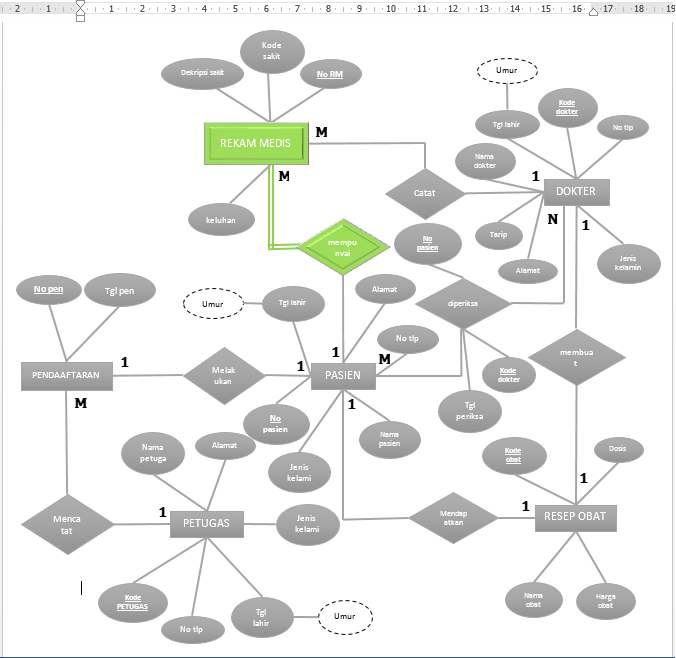 2 1 1 2 3 4 5 6 7 8 9 10 11 12 13 14 15 16 17 18 19
Kode
sakit
Dekripsi sakit
No RM
Umur
Kode
dokter
Tgl lahir
No tlp
REKAM MEDIS
M
Nama
dokter
M
1
DOKTER
Catat
keluhan
N
1
No
pasien
Tarip
mempu
nyai
Jenis
kelamin
Alamat
No pen
Tgl pen
Umur
Tgl lahir
Alamat
diperiksa
No tlp
1
membua
t
1
M
PENDAAFTARAN
Melak
ukan
1
PASIEN
Kode
dokter
M
1
Tgl
periksa
No
pasien
Nama
pasien
Nama
petuga
Alamat
Kode
obat
Dosis
Jenis
kelami
1
Menca
tat
1
PETUGAS
Jenis
kelami
Mendap
atkan
1
RESEP OBAT
Kode
PETUGAS
No tlp
Tgl
lahir
Umur
Nama
obat
Harga
obat